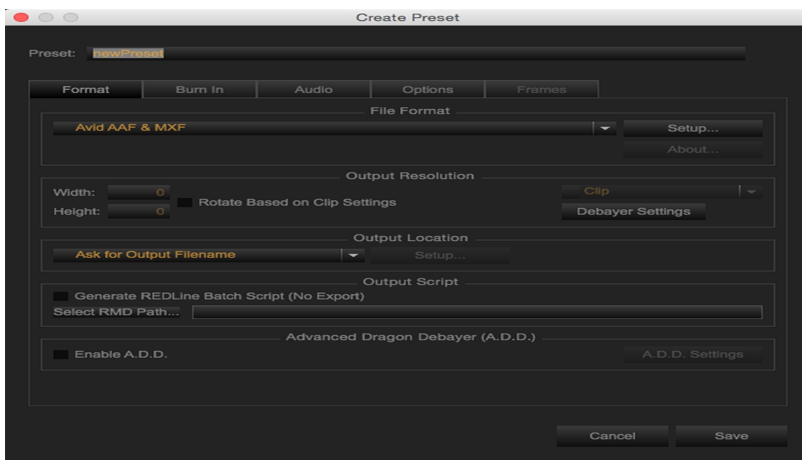 Create Preset
Preset: newPreset
Format Burn In Audio Options Frames
File Format
Avid AAF & MXF Setup...
About...
Output Resolution
Width: 0 Clip
Rotate Based on Clip Settings
Height: 0 Debayer Settings
Output Location
Ask for Output Filename Setup...
Output Script
Generate REDLine Batch Script (No Export)
Select RMD Path...
Advanced Dragon Debayer (A.D.D.)
Enable A.D.D. A.D.D. Settings
Cancel Save